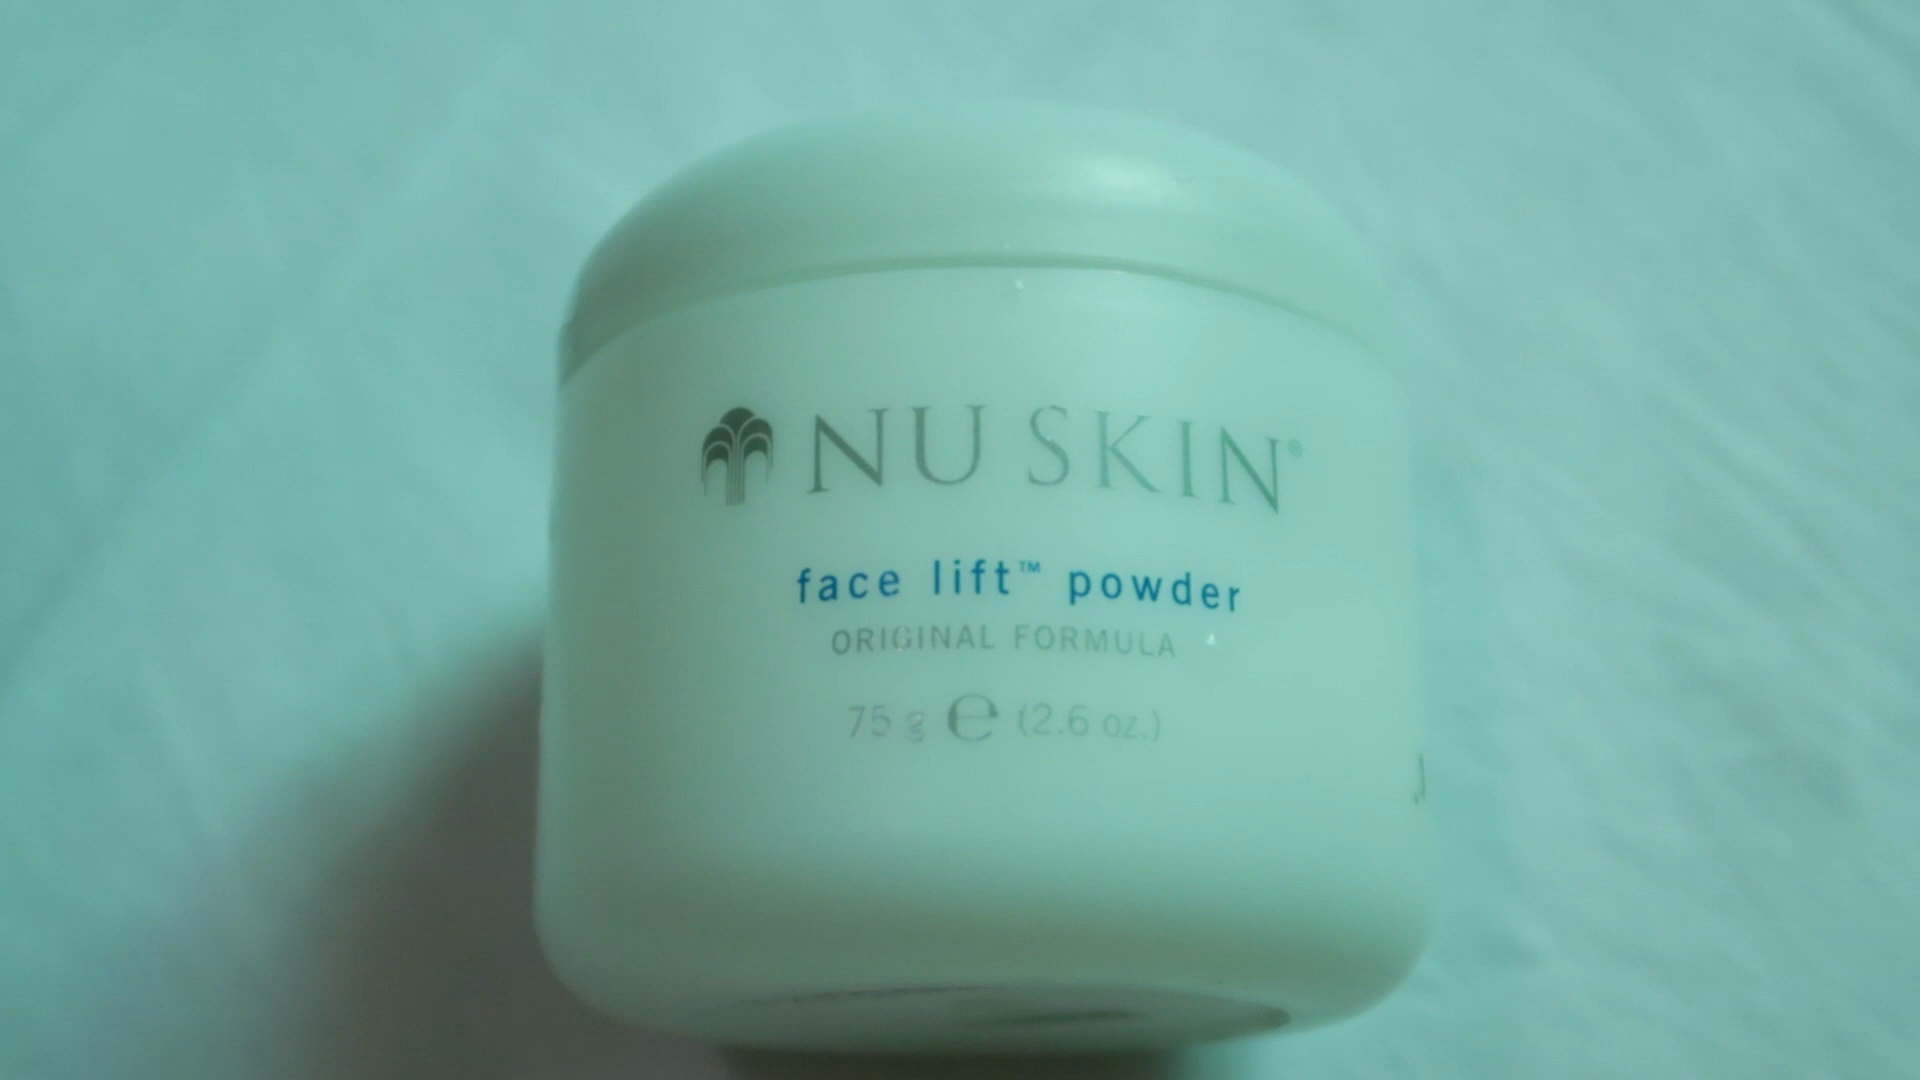 NU SKIN®
face lift™ powder
ORIGINAL FORMULA
75 g ℮ (2.6 oz.)